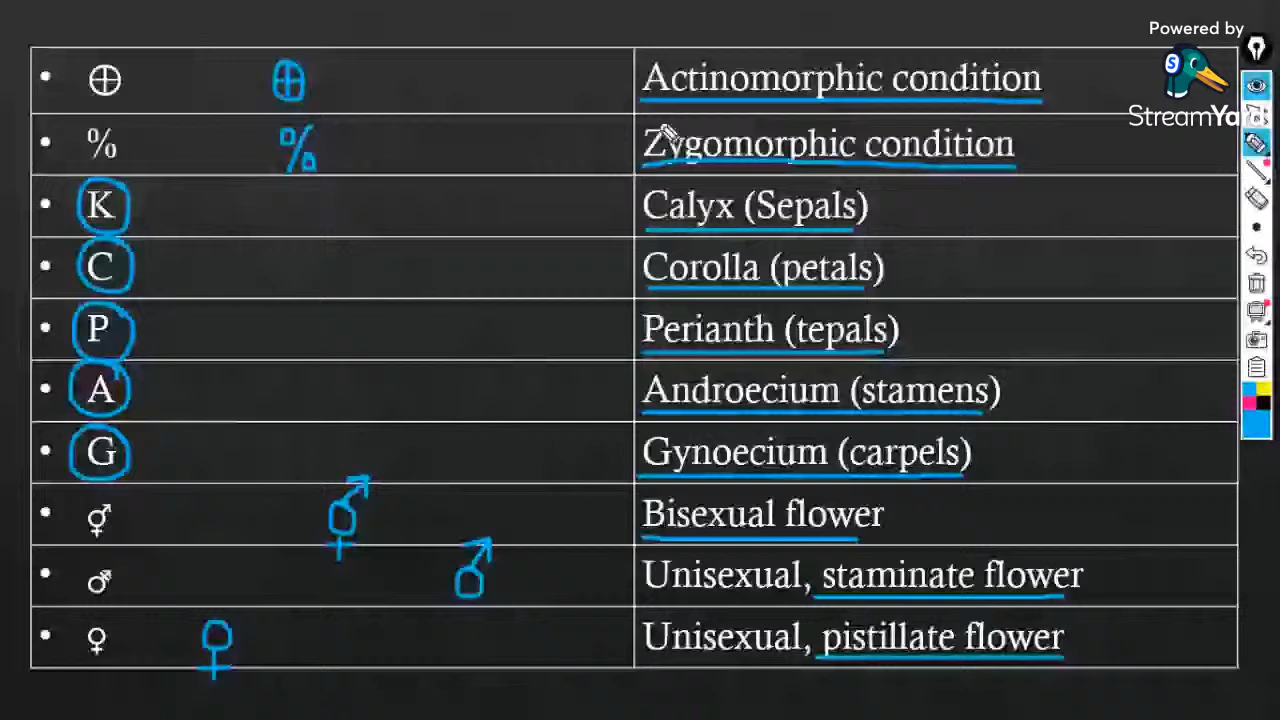 Powered by
StreamYard
• ⊕ ⊕ Actinomorphic condition
• % % Zygomorphic condition
• K Calyx (Sepals)
• C Corolla (petals)
• P Perianth (tepals)
• A Androecium (stamens)
• G Gynoecium (carpels)
• ⚥ Bisexual flower
• ♂ Unisexual, staminate flower
• ♀ ♀ Unisexual, pistillate flower